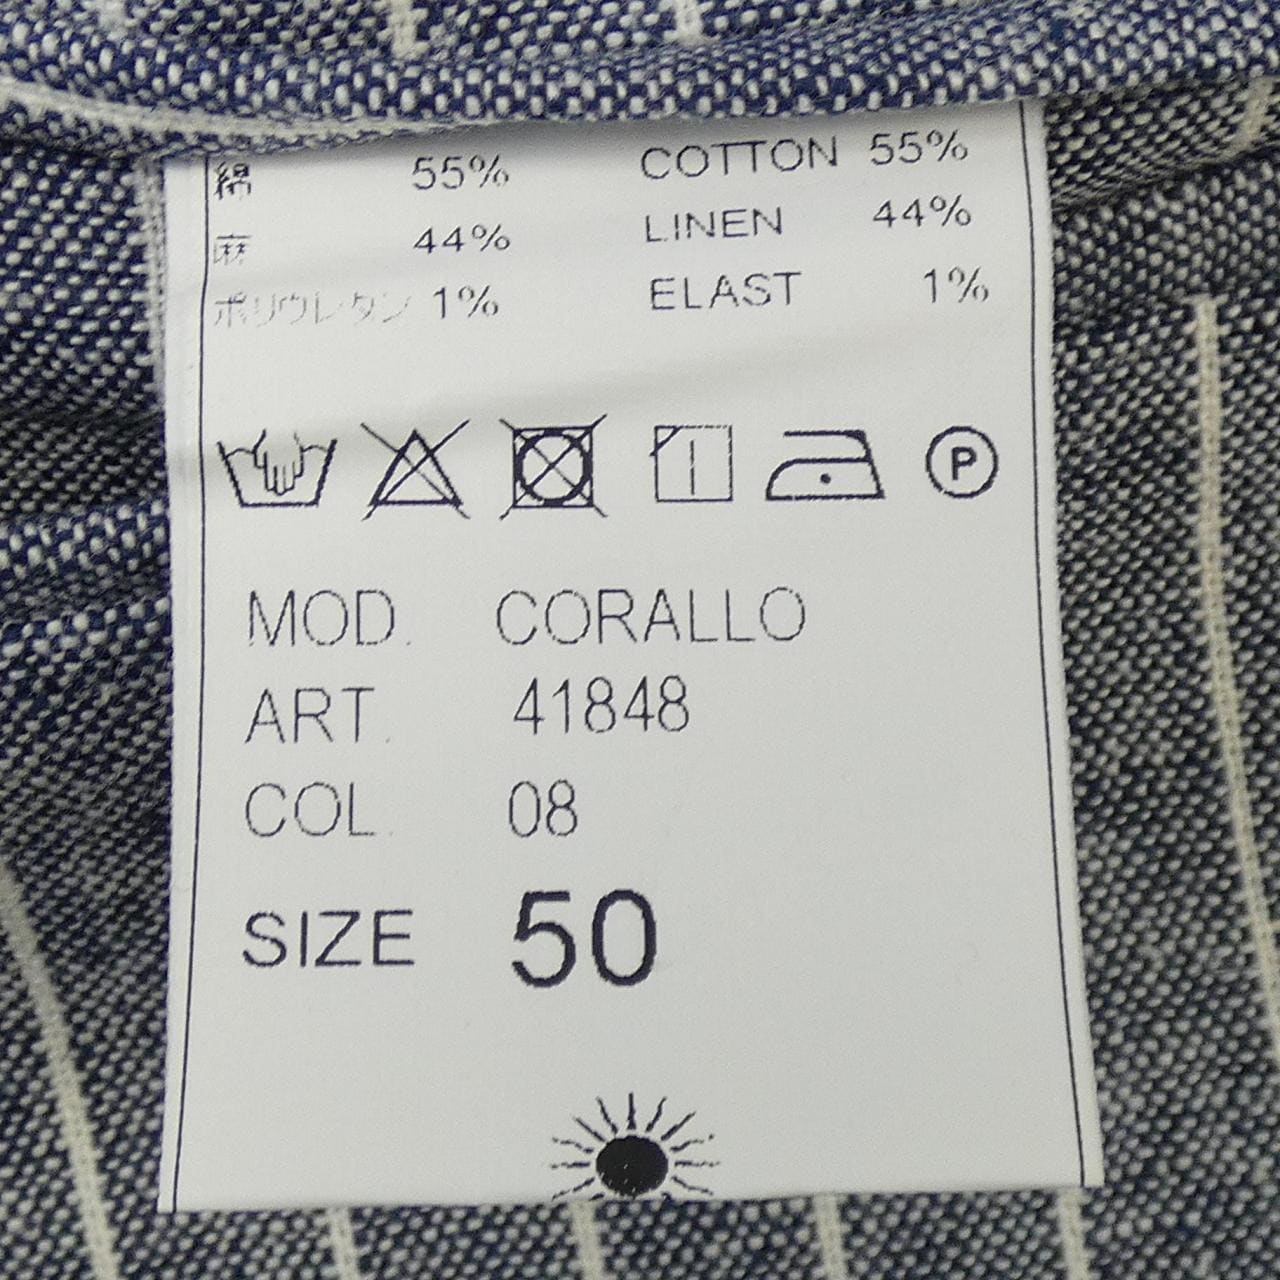 綿 55% COTTON 55%
麻 44% LINEN 44%
ポリウレタン 1% ELAST 1%
P
MOD. CORALLO
ART. 41848
COL. 08
SIZE 50